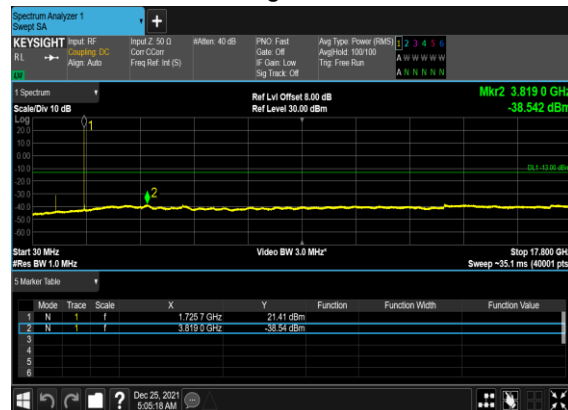 Spectrum Analyzer 1
Swept SA
+
KEYSIGHT Input: RF Input Z: 50 Ω #Atten: 40 dB PNO: Fast Avg Type: Power (RMS) 1 2 3 4 5 6
RL Coupling: DC Corr CCorr Gate: Off Avg|Hold: 100/100
Align: Auto Freq Ref: Int (S) IF Gain: Low Trig: Free Run A W W W W W
LW Sig Track: Off A N N N N N
1 Spectrum Ref Lvl Offset 8.00 dB Mkr2 3.819 0 GHz
Scale/Div 10 dB Ref Level 30.00 dBm -38.542 dBm
Log
1
20.0
10.0
0.00
-10.0 DL1 -13.00 dBm
-20.0
-30.0
2
-40.0
-50.0
-60.0
Start 30 MHz Video BW 3.0 MHz* Stop 17.800 GHz
#Res BW 1.0 MHz Sweep ~35.1 ms (40001 pts)
5 Marker Table
Mode Trace Scale X Y Function Function Width Function Value
1 N 1 f 1.725 7 GHz 21.41 dBm
2 N 1 f 3.819 0 GHz -38.54 dBm
3
4
5
6
? Dec 25, 2021
5:05:18 AM